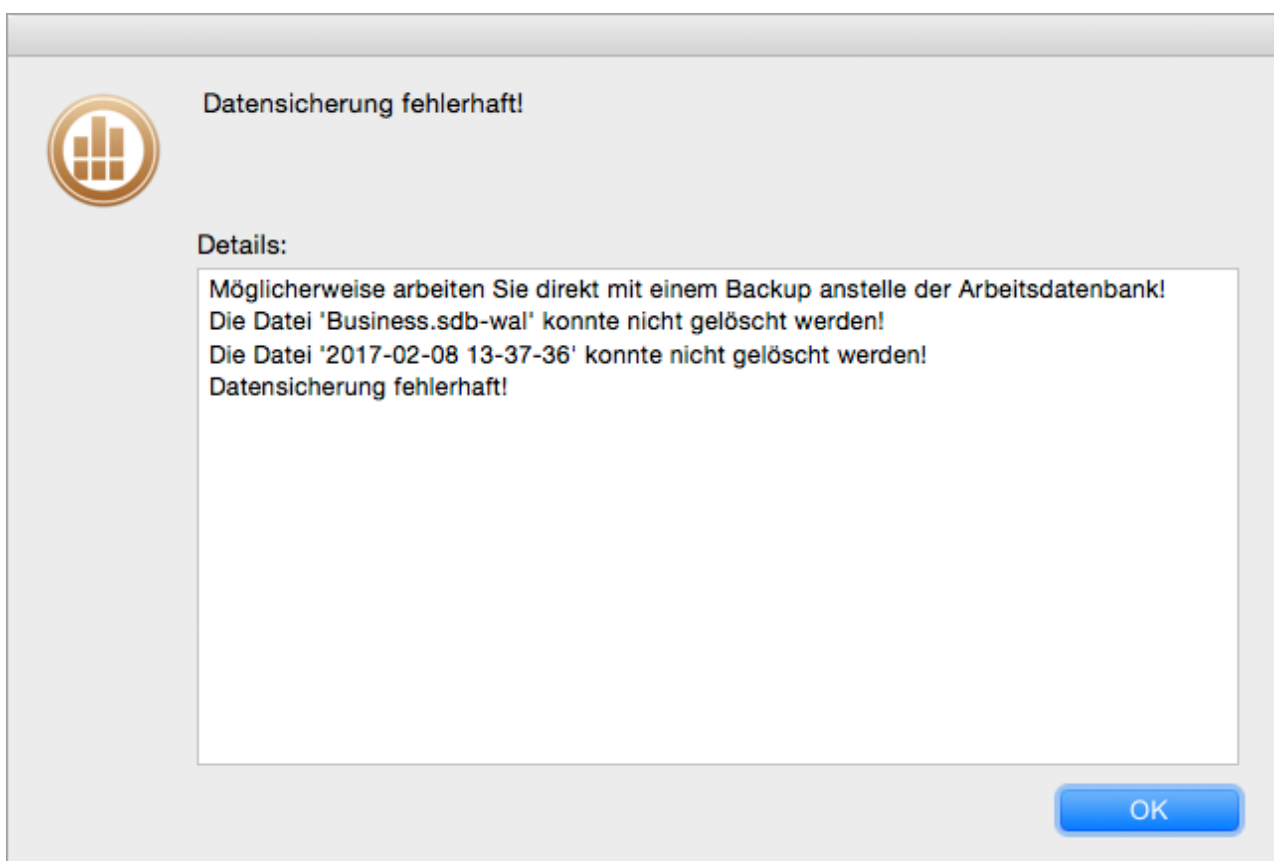 Datensicherung fehlerhaft!
Details:
Möglicherweise arbeiten Sie direkt mit einem Backup anstelle der Arbeitsdatenbank!
Die Datei 'Business.sdb-wal' konnte nicht gelöscht werden!
Die Datei '2017-02-08 13-37-36' konnte nicht gelöscht werden!
Datensicherung fehlerhaft!
OK